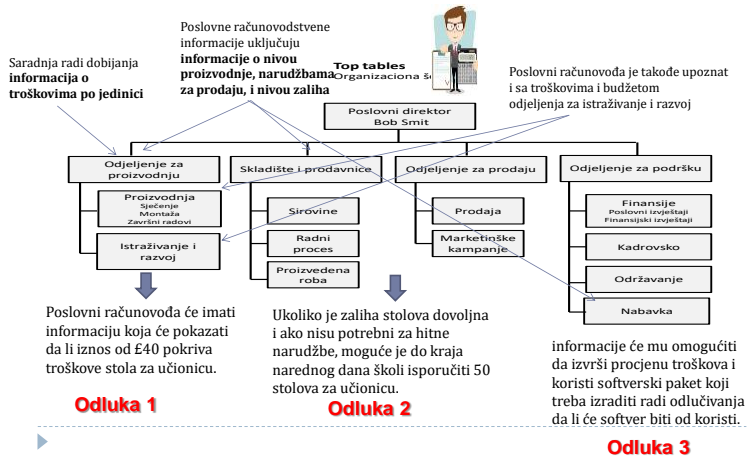 Saradnja radi dobijanja
informacija o
troškovima po jedinici
Poslovne računovodstvene
informacije uključuju
informacije o nivou
proizvodnje, narudžbama
za prodaju, i nivou zaliha
Top tables
Organizaciona
Poslovni računovođa je takođe upoznat
i sa troškovima i budžetom
odjeljenja za istraživanje i razvoj
Poslovni direktor
Bob Smit
Odjeljenje za
proizvodnju
Proizvodnja
Sječenje
Montaža
Završni radovi
Istraživanje i
razvoj
Skladište i prodavnice
Sirovine
Radni
proces
Proizvedena
roba
Odjeljenje za prodaju
Prodaja
Marketinške
kampanje
Odjeljenje za podršku
Finansije
Poslovni izvještaji
Finansijski izvještaji
Kadrovsko
Održavanje
Nabavka
Poslovni računovođa će imati
informaciju koja će pokazati
da li iznos od £40 pokriva
troškove stola za učionicu.
Odluka 1
Ukoliko je zaliha stolova dovoljna
i ako nisu potrebni za hitne
narudžbe, moguće je do kraja
narednog dana školi isporučiti 50
stolova za učionicu.
Odluka 2
informacije će mu omogućiti
da izvrši procjenu troškova i
koristi softverski paket koji
treba izraditi radi odlučivanja
da li će softver biti od koristi.
Odluka 3